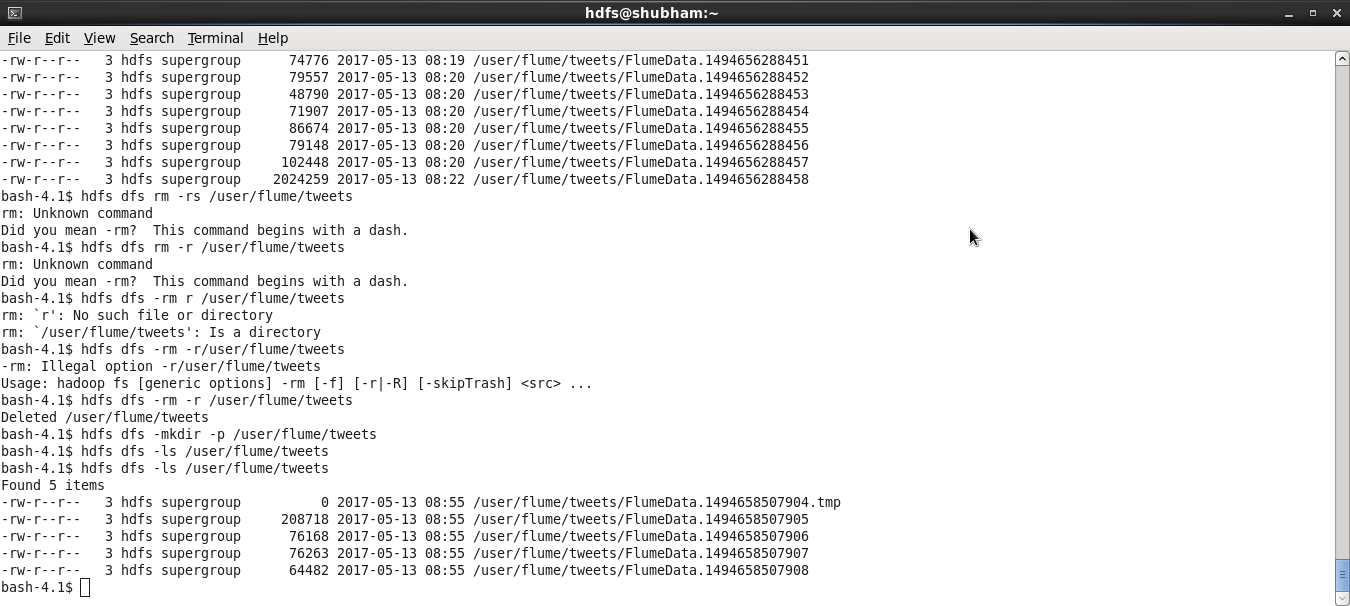 hdfs@shubham:~
File Edit View Search Terminal Help
-rw-r--r--   3 hdfs supergroup      74776 2017-05-13 08:19 /user/flume/tweets/FlumeData.1494656288451
-rw-r--r--   3 hdfs supergroup      79557 2017-05-13 08:20 /user/flume/tweets/FlumeData.1494656288452
-rw-r--r--   3 hdfs supergroup      48790 2017-05-13 08:20 /user/flume/tweets/FlumeData.1494656288453
-rw-r--r--   3 hdfs supergroup      71907 2017-05-13 08:20 /user/flume/tweets/FlumeData.1494656288454
-rw-r--r--   3 hdfs supergroup      86674 2017-05-13 08:20 /user/flume/tweets/FlumeData.1494656288455
-rw-r--r--   3 hdfs supergroup      79148 2017-05-13 08:20 /user/flume/tweets/FlumeData.1494656288456
-rw-r--r--   3 hdfs supergroup     102448 2017-05-13 08:20 /user/flume/tweets/FlumeData.1494656288457
-rw-r--r--   3 hdfs supergroup    2024259 2017-05-13 08:22 /user/flume/tweets/FlumeData.1494656288458
bash-4.1$ hdfs dfs rm -rs /user/flume/tweets
rm: Unknown command
Did you mean -rm?  This command begins with a dash.
bash-4.1$ hdfs dfs rm -r /user/flume/tweets
rm: Unknown command
Did you mean -rm?  This command begins with a dash.
bash-4.1$ hdfs dfs -rm r /user/flume/tweets
rm: `r': No such file or directory
rm: `/user/flume/tweets': Is a directory
bash-4.1$ hdfs dfs -rm -r/user/flume/tweets
-rm: Illegal option -r/user/flume/tweets
Usage: hadoop fs [generic options] -rm [-f] [-r|-R] [-skipTrash] <src> ...
bash-4.1$ hdfs dfs -rm -r /user/flume/tweets
Deleted /user/flume/tweets
bash-4.1$ hdfs dfs -mkdir -p /user/flume/tweets
bash-4.1$ hdfs dfs -ls /user/flume/tweets
bash-4.1$ hdfs dfs -ls /user/flume/tweets
Found 5 items
-rw-r--r--   3 hdfs supergroup          0 2017-05-13 08:55 /user/flume/tweets/FlumeData.1494658507904.tmp
-rw-r--r--   3 hdfs supergroup     208718 2017-05-13 08:55 /user/flume/tweets/FlumeData.1494658507905
-rw-r--r--   3 hdfs supergroup      76168 2017-05-13 08:55 /user/flume/tweets/FlumeData.1494658507906
-rw-r--r--   3 hdfs supergroup      76263 2017-05-13 08:55 /user/flume/tweets/FlumeData.1494658507907
-rw-r--r--   3 hdfs supergroup      64482 2017-05-13 08:55 /user/flume/tweets/FlumeData.1494658507908
bash-4.1$